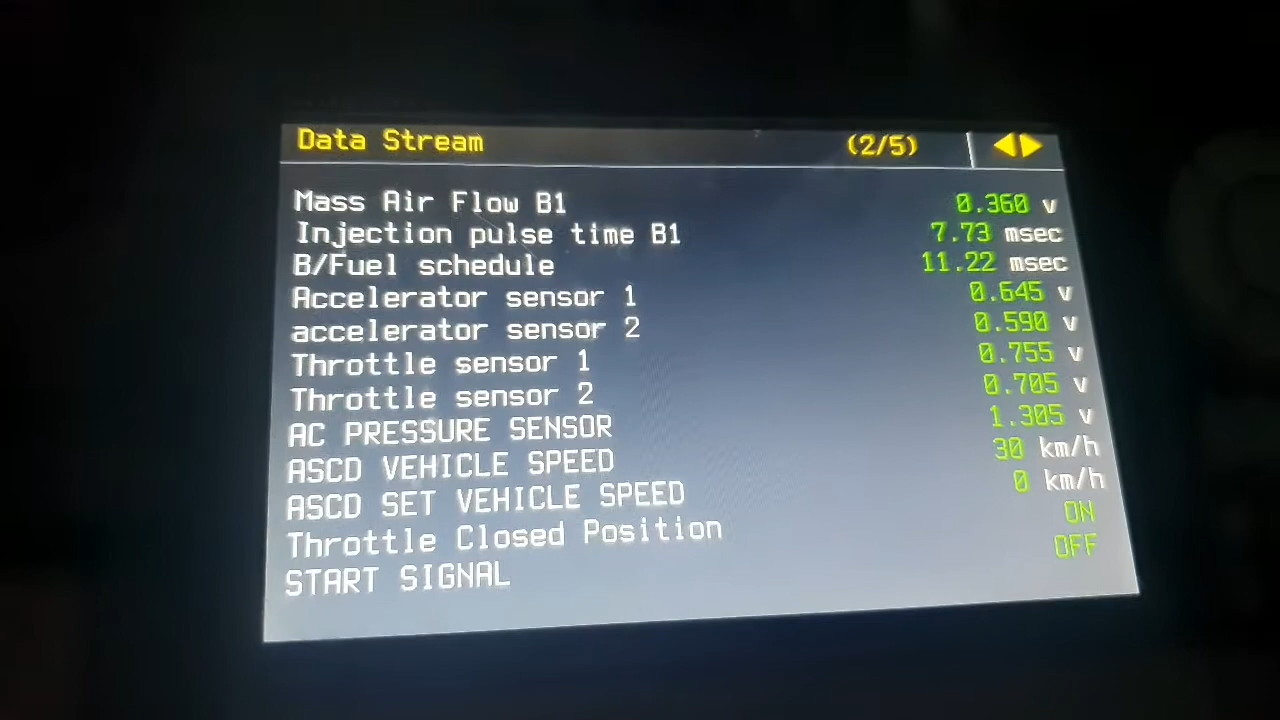 Data Stream (2/5)
Mass Air Flow B1 0.360 v
Injection pulse time B1 7.73 msec
B/Fuel schedule 11.22 msec
Accelerator sensor 1 0.645 v
accelerator sensor 2 0.590 v
Throttle sensor 1 0.755 v
Throttle sensor 2 0.705 v
AC PRESSURE SENSOR 1.305 v
ASCD VEHICLE SPEED 30 km/h
ASCD SET VEHICLE SPEED 0 km/h
Throttle Closed Position ON
START SIGNAL OFF